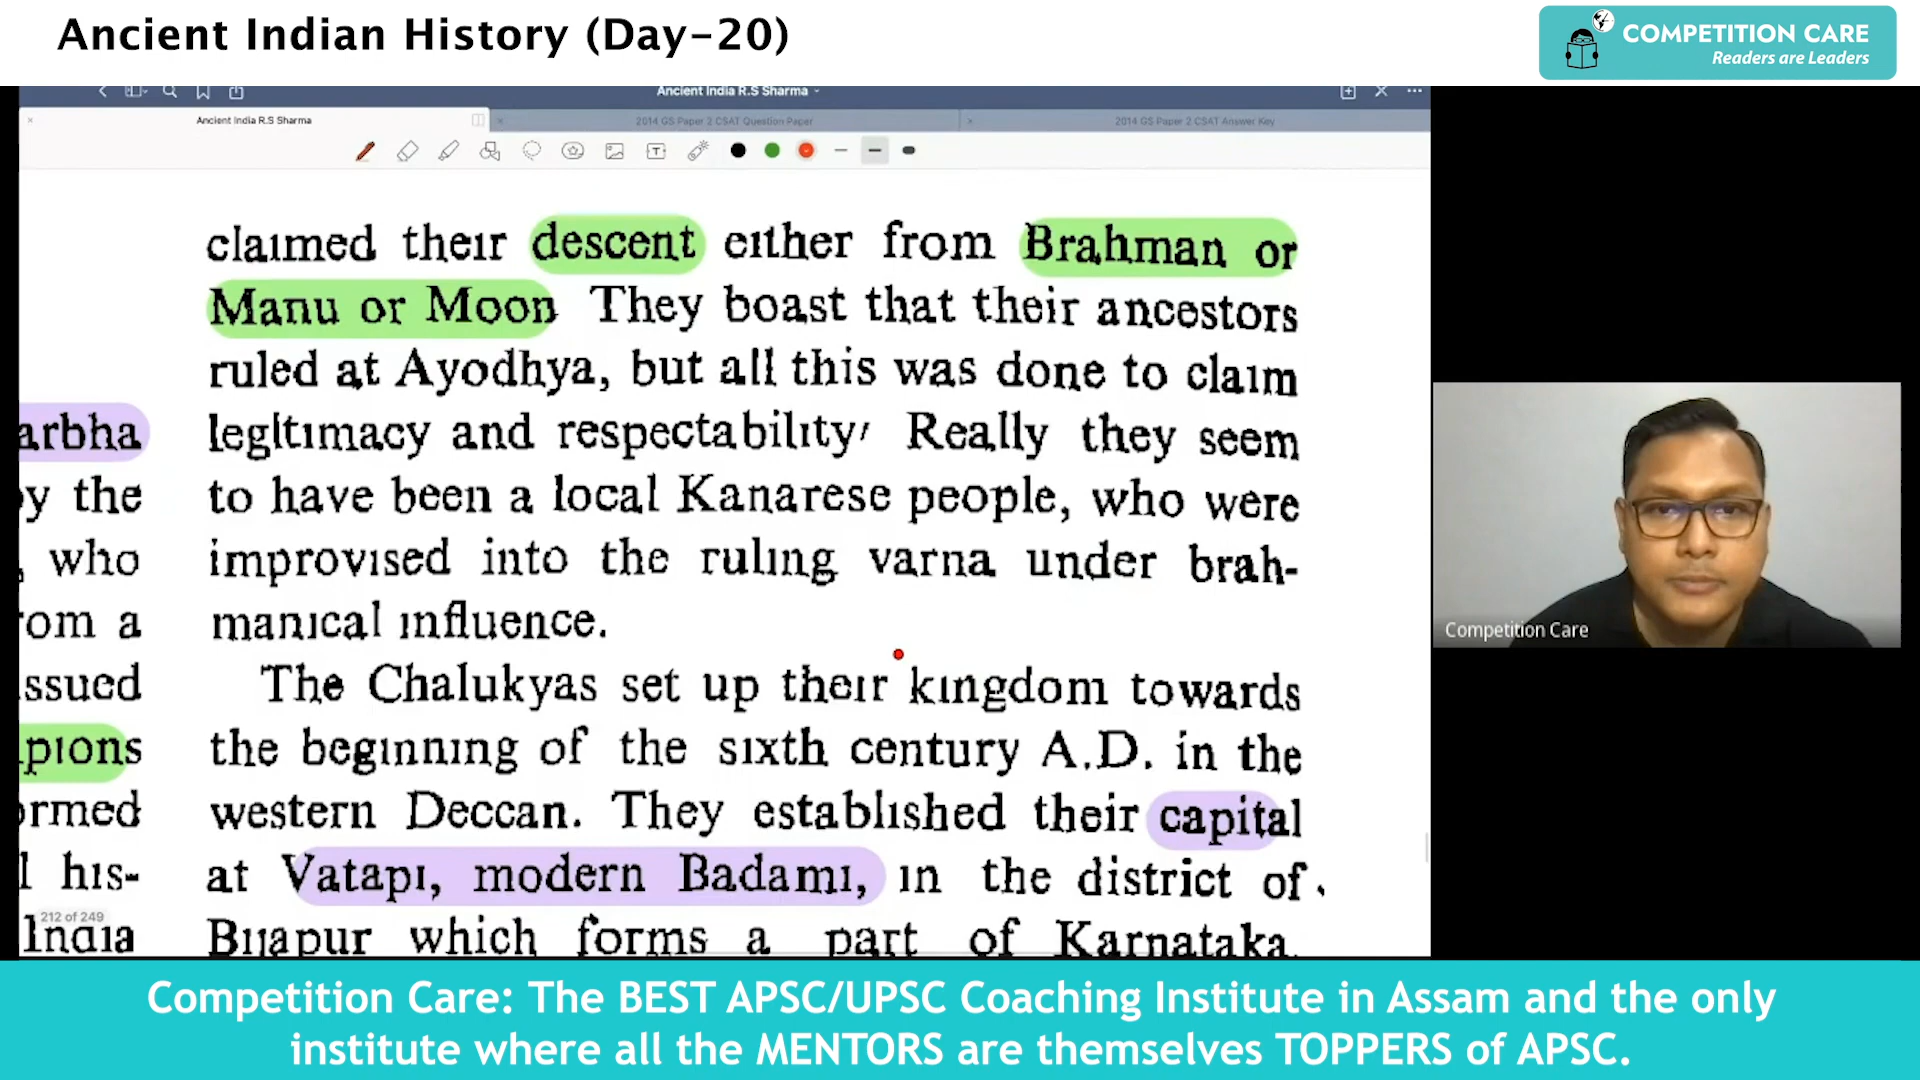 Ancient Indian History (Day-20)
COMPETITION CARE
Readers are Leaders
Ancient India R.S Sharma
Ancient India R.S Sharma
2014 GS Paper 2 CSAT Question Paper
2014 GS Paper 2 CSAT Answer Key
arbha
y the
who
om a
ssued
pions
ormed
l his-
India
212 of 249
claimed their descent either from Brahman or
Manu or Moon They boast that their ancestors
ruled at Ayodhya, but all this was done to claim
legitimacy and respectability Really they seem
to have been a local Kanarese people, who were
improvised into the ruling varna under brah-
manical influence.
The Chalukyas set up their kingdom towards
the beginning of the sixth century A.D. in the
western Deccan. They established their capital
at Vatapi, modern Badami, in the district of
Bijapur which forms a part of Karnataka.
Competition Care
Competition Care: The BEST APSC/UPSC Coaching Institute in Assam and the only
institute where all the MENTORS are themselves TOPPERS of APSC.